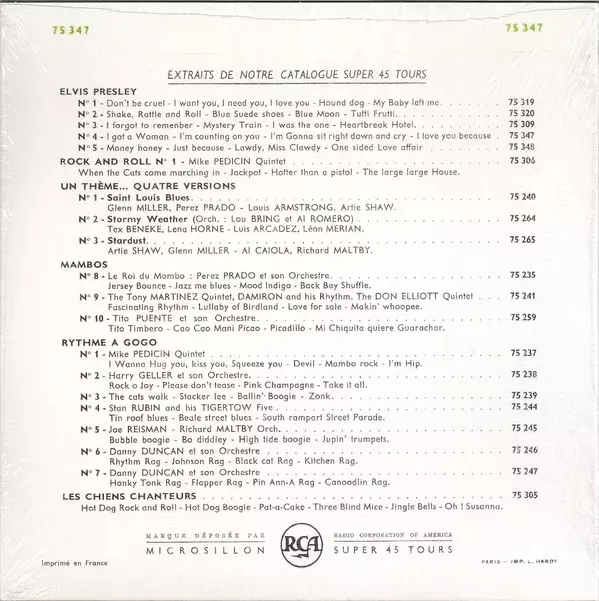 75 347
75 347
EXTRAITS DE NOTRE CATALOGUE SUPER 45 TOURS
ELVIS PRESLEY
N° 1 - Don't be cruel - I want you, I need you, I love you - Hound dog - My Baby left me. . . . . . . . 75 319
N° 2 - Shake, Rattle and Roll - Blue Suede shoes - Blue Moon - Tutti Frutti. . . . . . . . 75 320
N° 3 - I forgot to remenber - Mystery Train - I was the one - Heartbreak Hotel. . . . . . . . 75 309
N° 4 - I got a Woman - I'm counting on you - I'm Gonna sit right down and cry - I love you because . 75 347
N° 5 - Money honey - Just because - Lawdy, Miss Clawdy - One sided Love affair . . . . . . . 75 348
ROCK AND ROLL N° 1 - Mike PEDICIN Quintet . . . . . . . . 75 306
When the Cats come marching in - Jackpot - Hotter than a pistol - The large large House.
UN THÈME... QUATRE VERSIONS
N° 1 - Saint Louis Blues. . . . . . . . 75 240
Glenn MILLER, Perez PRADO - Louis ARMSTRONG, Artie SHAW.
N° 2 - Stormy Weather (Orch. : Lou BRING et Al ROMERO) . . . . . . . . 75 264
Tex BENEKE, Lena HORNE - Luis ARCADEZ, Léon MERIAN.
N° 3 - Stardust. . . . . . . . 75 265
Artie SHAW, Glenn MILLER - Al CAIOLA, Richard MALTBY.
MAMBOS
N° 8 - Le Roi du Mambo : Perez PRADO et son Orchestre. . . . . . . . 75 235
Jersey Bounce - Jazz me blues - Mood Indigo - Back Bay Shuffle.
N° 9 - The Tony MARTINEZ Quintet, DAMIRON and his Rhythm. The DON ELLIOTT Quintet . . . 75 241
Fascinating Rhythm - Lullaby of Birdland - Love for sale - Makin' whoopee.
N° 10 - Tito PUENTE et son Orchestre. . . . . . . . 75 259
Tito Timbero - Cao Cao Mani Picao - Picadillo - Mi Chiquita quiere Guarachar.
RYTHME A GOGO
N° 1 - Mike PEDICIN Quintet . . . . . . . . 75 237
I Wanna Hug you, kiss you, Squeeze you - Devil - Mambo rock - I'm Hip.
N° 2 - Harry GELLER et son Orchestre. . . . . . . . 75 238
Rock o Joy - Please don't tease - Pink Champagne - Take it all.
N° 3 - The cats walk - Stacker lee - Ballin' Boogie - Zonk. . . . . . . . 75 239
N° 4 - Stan RUBIN and his TIGERTOW Five . . . . . . . . 75 244
Tin roof blues - Beale street blues - South rampart Street Parade.
N° 5 - Joe REISMAN - Richard MALTBY Orch. . . . . . . . 75 245
Bubble boogie - Bo diddley - High tide boogie - Jupin' trumpets.
N° 6 - Danny DUNCAN et son Orchestre . . . . . . . . 75 246
Rhythm Rag - Johnson Rag - Black cat Rag - Kitchen Rag.
N° 7 - Danny DUNCAN et son Orchestre . . . . . . . . 75 247
Honky Tonk Rag - Flapper Rag - Pin Ann-A Rag - Canoodlin Rag.
LES CHIENS CHANTEURS . . . . . . . . 75 305
Hot Dog Rock and Roll - Hot Dog Boogie - Pat-a-Cake - Three Blind Mice - Jingle Bells - Oh ! Susanna.
MARQUE DÉPOSÉE PAR RCA RADIO CORPORATION OF AMERICA
MICROSILLON SUPER 45 TOURS
Imprimé en France
PARIS — IMP. L. HARDY